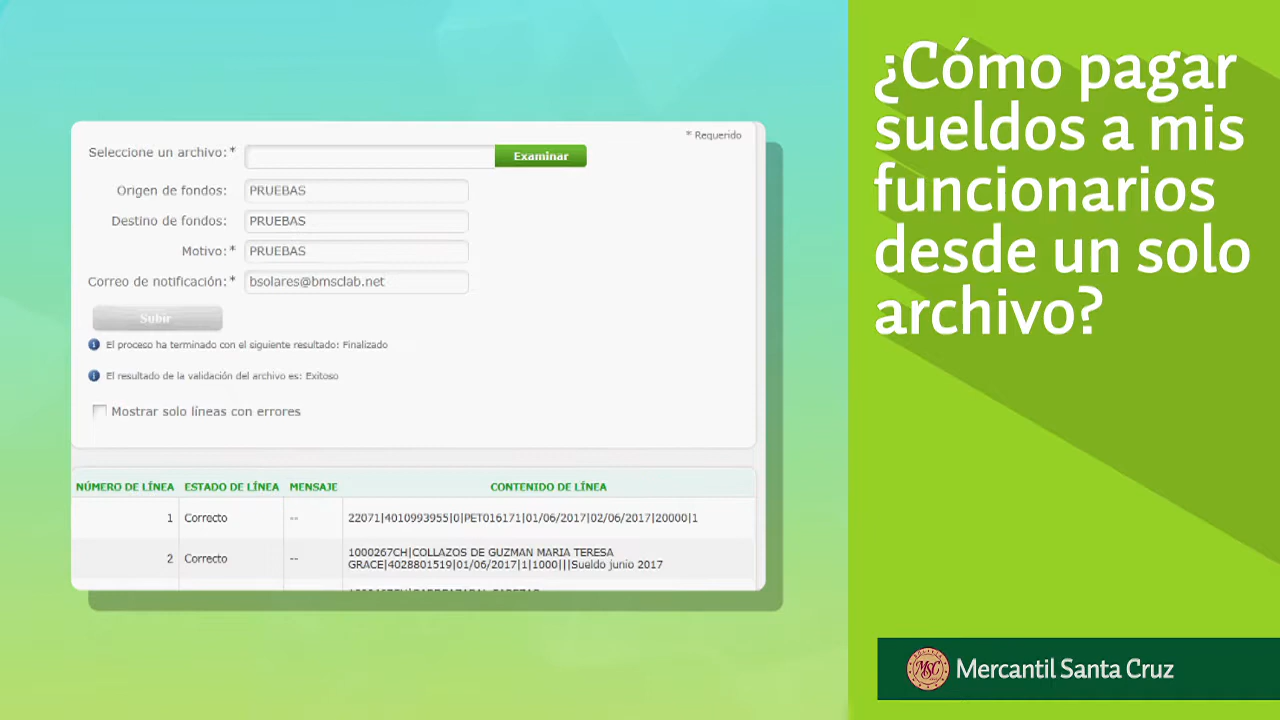 ¿Cómo pagar
sueldos a mis
funcionarios
desde un solo
archivo?
* Requerido
Seleccione un archivo:*
Examinar
Origen de fondos: PRUEBAS
Destino de fondos: PRUEBAS
Motivo:* PRUEBAS
Correo de notificación:* bsolares@bmsclab.net
Subir
El proceso ha terminado con el siguiente resultado: Finalizado
El resultado de la validación del archivo es: Exitoso
Mostrar solo líneas con errores
NÚMERO DE LÍNEA ESTADO DE LÍNEA MENSAJE CONTENIDO DE LÍNEA
1 Correcto -- 22071|4010993955|0|PET016171|01/06/2017|02/06/2017|20000|1
2 Correcto -- 1000267CH|COLLAZOS DE GUZMAN MARIA TERESA
GRACE|4028801519|01/06/2017|1|1000|||Sueldo junio 2017
MSC
Mercantil Santa Cruz